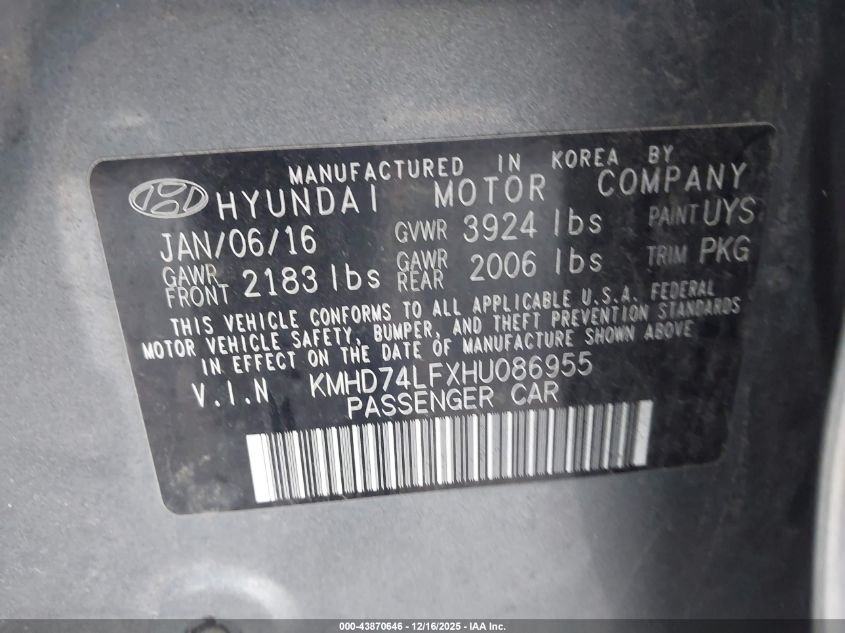 MANUFACTURED IN KOREA BY
HYUNDAI MOTOR COMPANY
JAN/06/16 GVWR 3924 lbs PAINT UYS
GAWR FRONT 2183 lbs GAWR REAR 2006 lbs TRIM PKG
THIS VEHICLE CONFORMS TO ALL APPLICABLE U.S.A. FEDERAL
MOTOR VEHICLE SAFETY, BUMPER, AND THEFT PREVENTION STANDARDS
IN EFFECT ON THE DATE OF MANUFACTURE SHOWN ABOVE
V.I.N KMHD74LFXHU086955
PASSENGER CAR
000-43870646 - 12/16/2025 - IAA Inc.